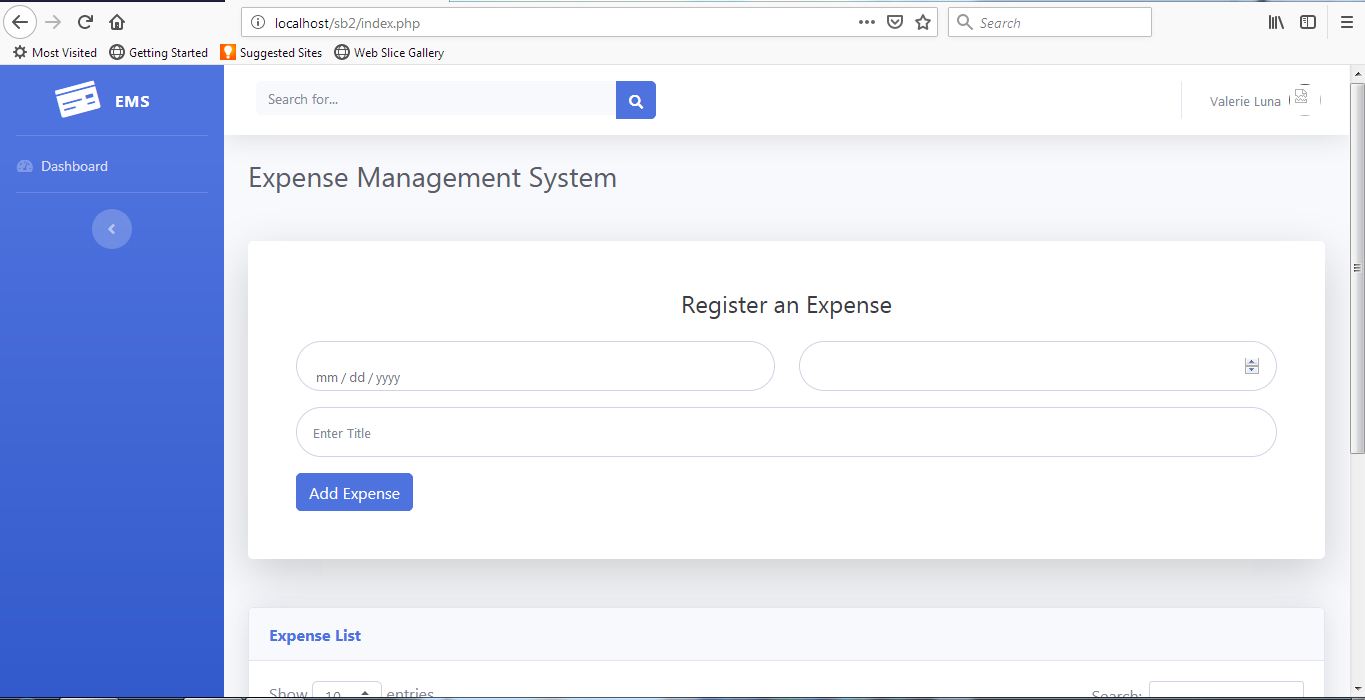 localhost/sb2/index.php
Search
Most Visited Getting Started Suggested Sites Web Slice Gallery
EMS
Search for...
Valerie Luna
Dashboard
Expense Management System
Register an Expense
mm / dd / yyyy
Enter Title
Add Expense
Expense List
Show 10 entries
Search: